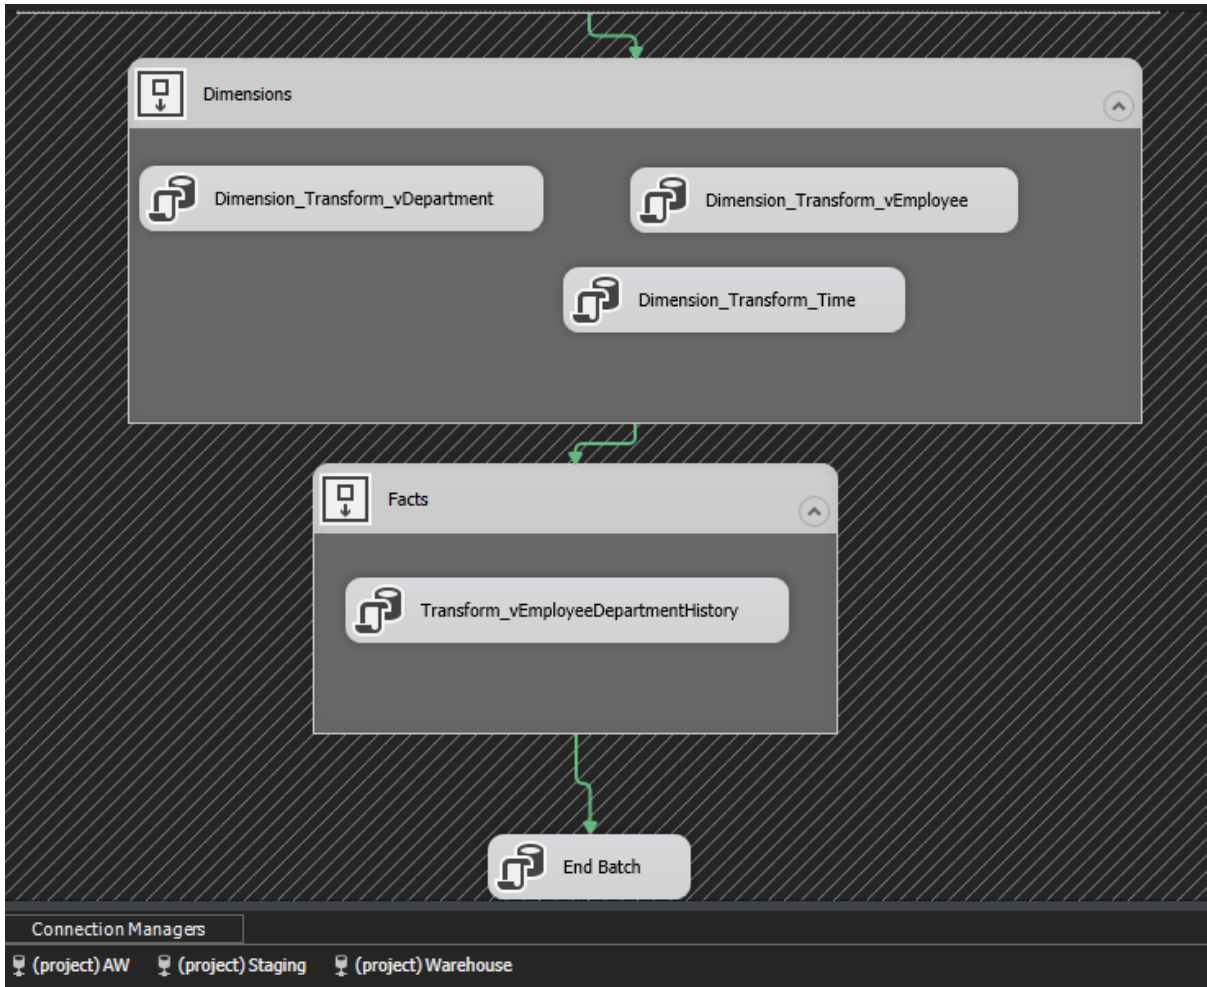 Dimensions
Dimension_Transform_vDepartment
Dimension_Transform_vEmployee
Dimension_Transform_Time
Facts
Transform_vEmployeeDepartmentHistory
End Batch
Connection Managers
(project) AW (project) Staging (project) Warehouse